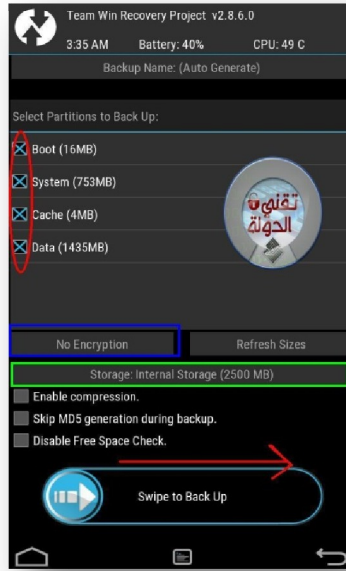 Team Win Recovery Project v2.8.6.0
3:35 AM Battery: 40% CPU: 49 C
Backup Name: (Auto Generate)
Select Partitions to Back Up:
Boot (16MB)
System (753MB)
Cache (4MB)
Data (1435MB)
تقني
الدونة
No Encryption Refresh Sizes
Storage: Internal Storage (2500 MB)
Enable compression.
Skip MD5 generation during backup.
Disable Free Space Check.
Swipe to Back Up